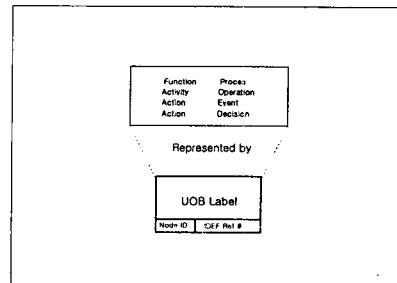 Function Process
Activity Operation
Action Event
Action Decision
Represented by
UOB Label
Node ID IDEF Ref #